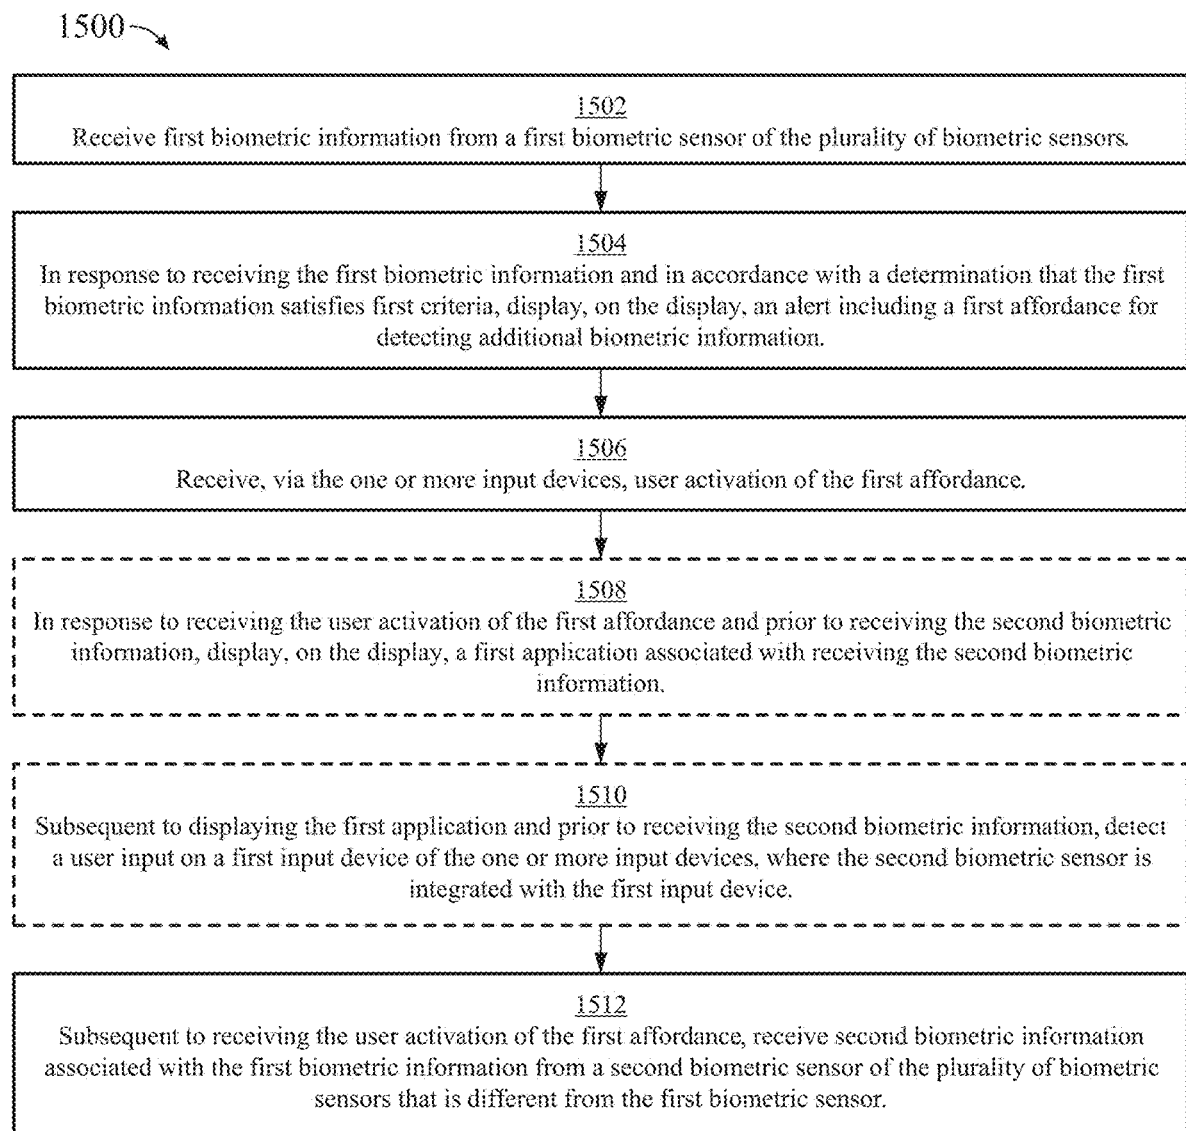 1500
1502
Receive first biometric information from a first biometric sensor of the plurality of biometric sensors.
1504
In response to receiving the first biometric information and in accordance with a determination that the first
biometric information satisfies first criteria, display, on the display, an alert including a first affordance for
detecting additional biometric information.
1506
Receive, via the one or more input devices, user activation of the first affordance.
1508
In response to receiving the user activation of the first affordance and prior to receiving the second biometric
information, display, on the display, a first application associated with receiving the second biometric
information.
1510
Subsequent to displaying the first application and prior to receiving the second biometric information, detect
a user input on a first input device of the one or more input devices, where the second biometric sensor is
integrated with the first input device.
1512
Subsequent to receiving the user activation of the first affordance, receive second biometric information
associated with the first biometric information from a second biometric sensor of the plurality of biometric
sensors that is different from the first biometric sensor.